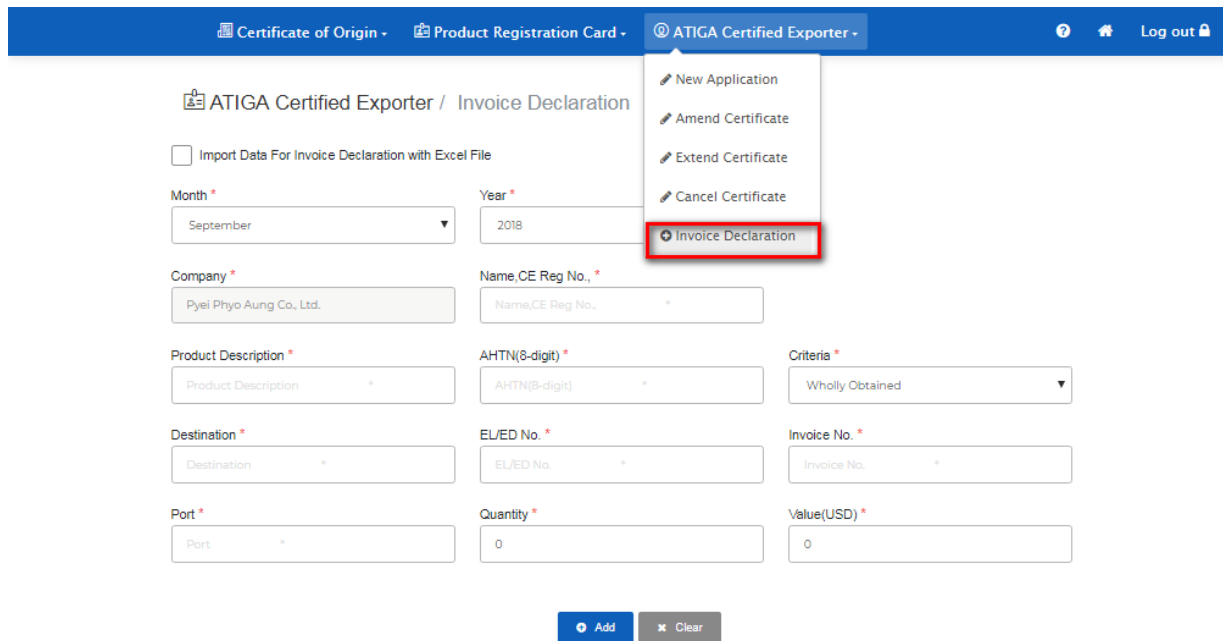 Certificate of Origin Product Registration Card ATIGA Certified Exporter Log out
New Application
Amend Certificate
Extend Certificate
Cancel Certificate
Invoice Declaration
ATIGA Certified Exporter / Invoice Declaration
Import Data For Invoice Declaration with Excel File
Month * Year *
September 2018
Company * Name,CE Reg No., *
Pyei Phyo Aung Co., Ltd. Name,CE Reg No., *
Product Description * AHTN(8-digit) * Criteria *
Product Description * AHTN(8-digit) * Wholly Obtained
Destination * EL/ED No. * Invoice No. *
Destination * EL/ED No. * Invoice No. *
Port * Quantity * Value(USD) *
Port * 0 0
Add Clear